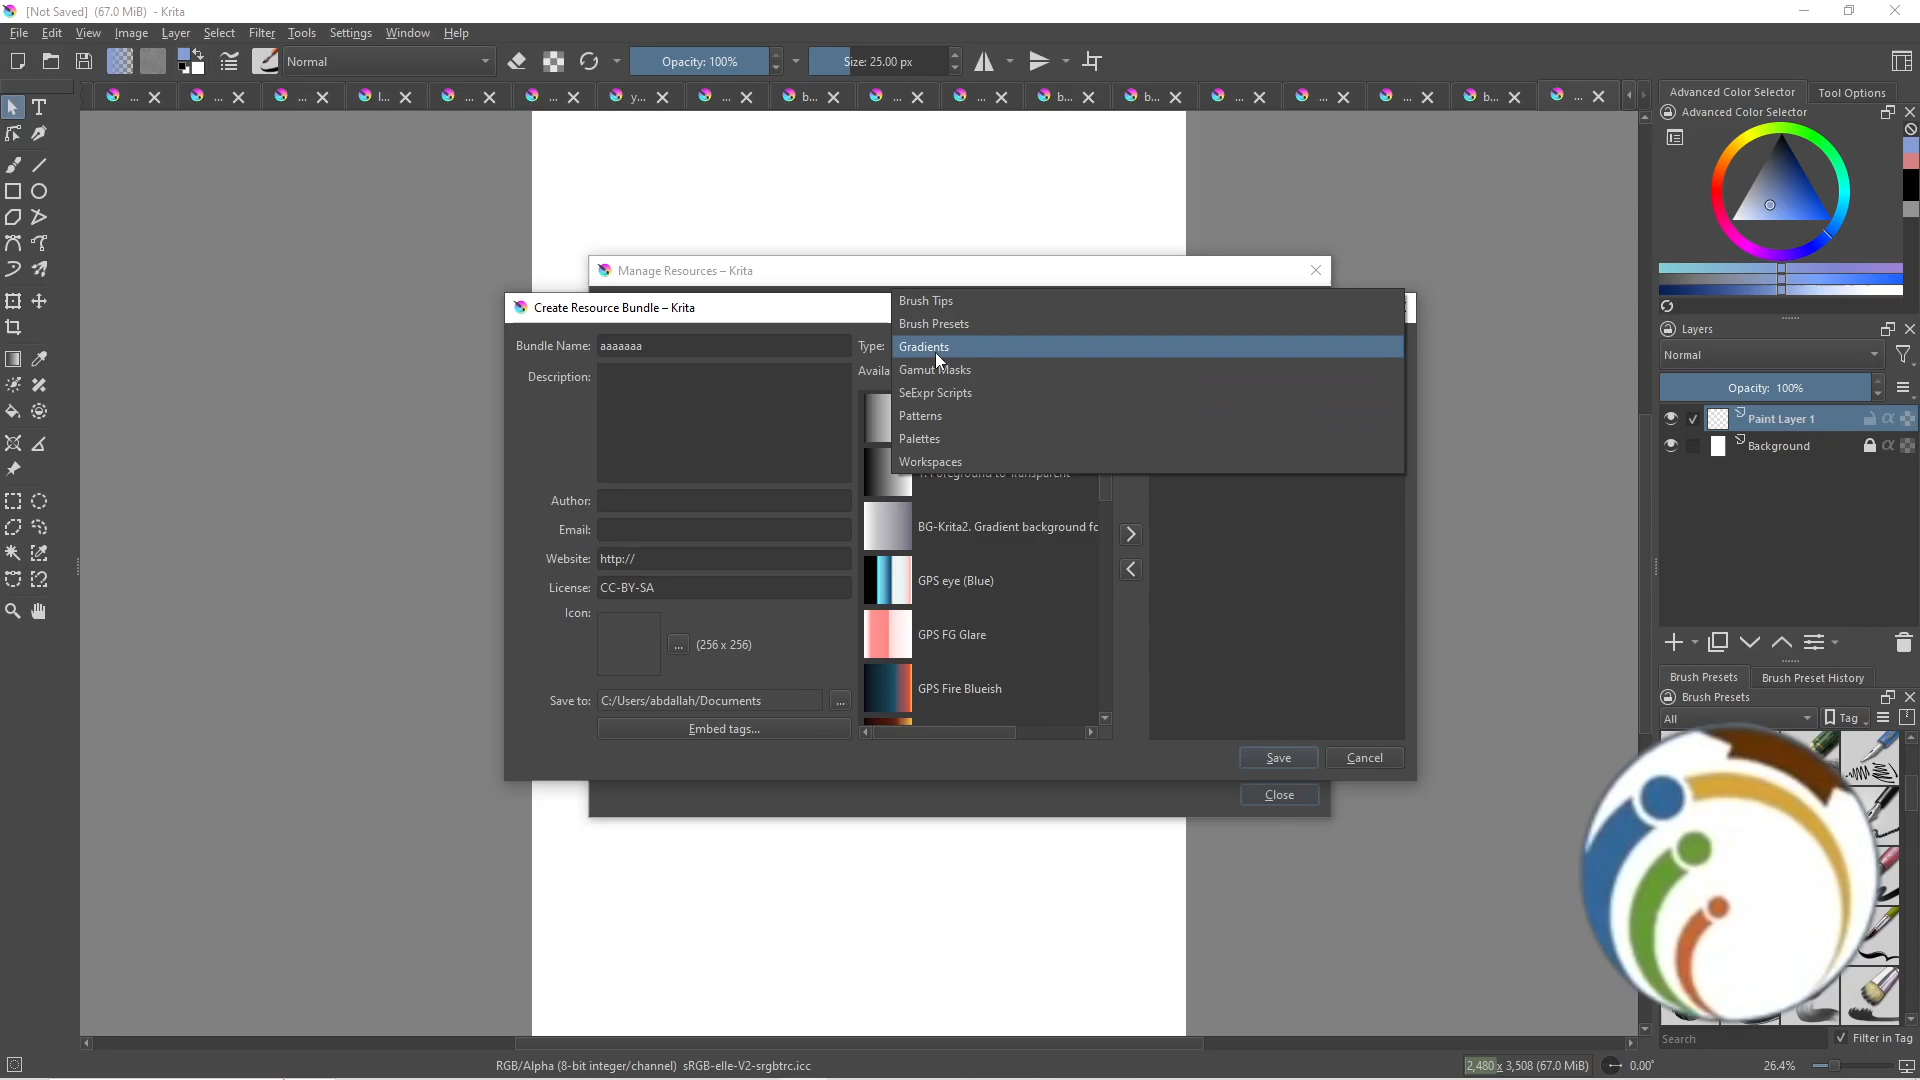 [Not Saved] (67.0 MiB) - Krita
File Edit View Image Layer Select Filter Tools Settings Window Help
Normal Opacity: 100% Size: 25.00 px
... ... ... l... ... ... y... ... b... ... ... b... b... ... ... ... b... ...
Advanced Color Selector Tool Options
Advanced Color Selector
Manage Resources – Krita
Create Resource Bundle – Krita
Bundle Name: aaaaaaa
Description:
Author:
Email:
Website: http://
License: CC-BY-SA
Icon:
... (256 x 256)
Save to: C:/Users/abdallah/Documents ...
Embed tags...
Type:
Availa
Brush Tips
Brush Presets
Gradients
Gamut Masks
SeExpr Scripts
Patterns
Palettes
Workspaces
1. Foreground to Transparent
BG-Krita2. Gradient background fo
GPS eye (Blue)
GPS FG Glare
GPS Fire Blueish
Save Cancel
Close
Layers
Normal
Opacity: 100%
Paint Layer 1
Background
Brush Presets Brush Preset History
Brush Presets
All Tag
Search Filter in Tag
RGB/Alpha (8-bit integer/channel) sRGB-elle-V2-srgbtrc.icc
2,480 x 3,508 (67.0 MiB) 0.00° 26.4%